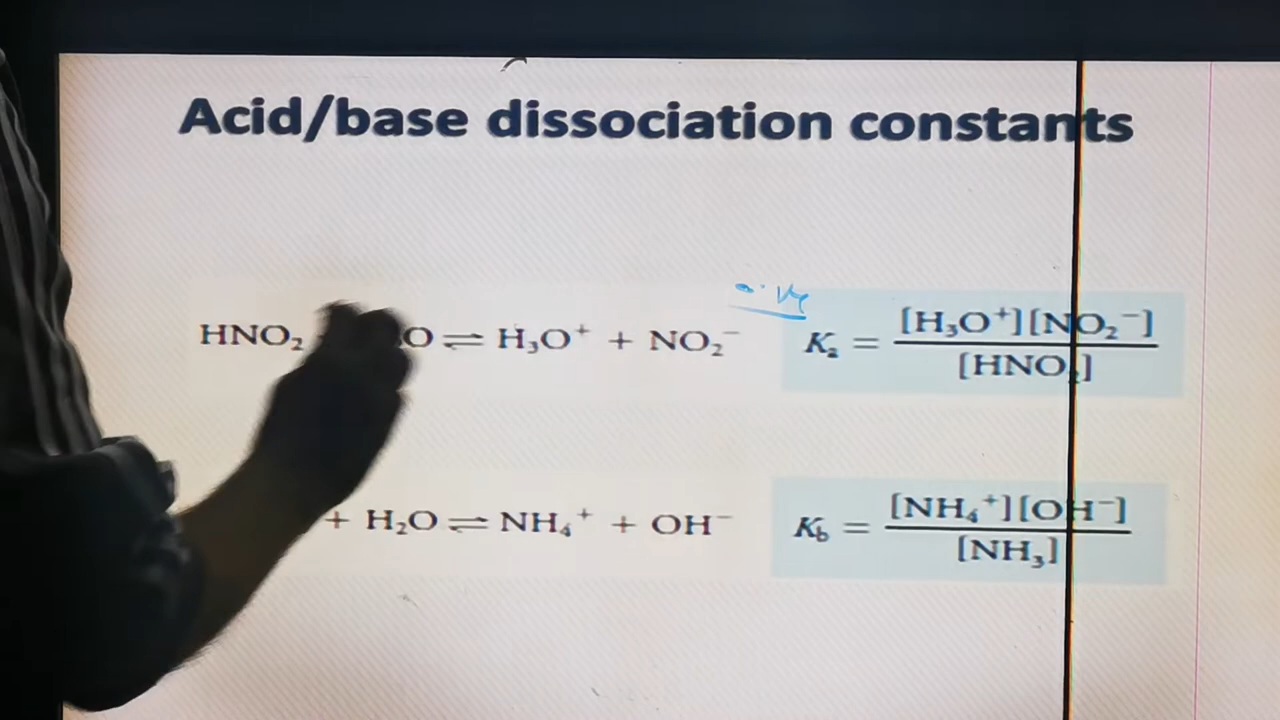 Acid/base dissociation constants
HNO₂ O ⇌ H₃O⁺ + NO₂⁻ Kₐ = [H₃O⁺][NO₂⁻] / [HNO₂]
+ H₂O ⇌ NH₄⁺ + OH⁻ K_b = [NH₄⁺][OH⁻] / [NH₃]